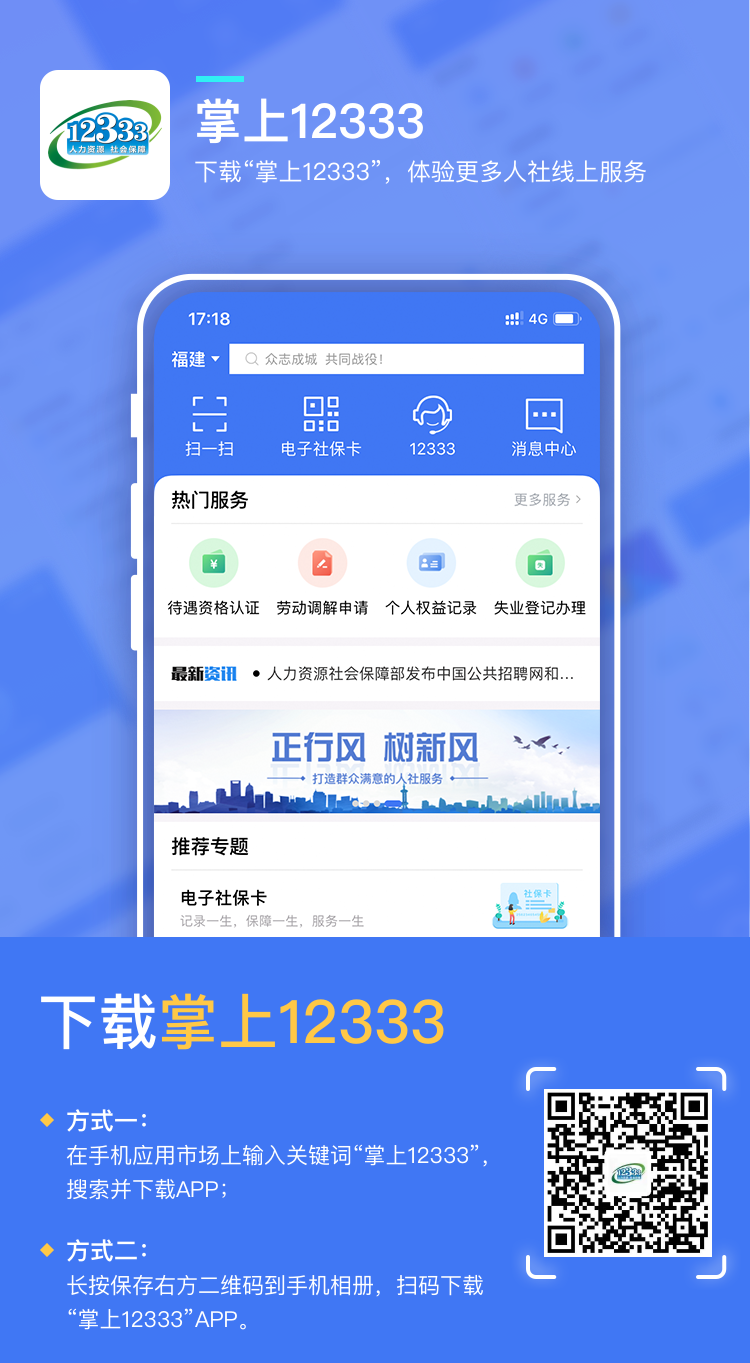 12333
人力资源 社会保障
掌上12333
下载“掌上12333”，体验更多人社线上服务
17:18
4G
福建
众志成城 共同战役！
扫一扫
电子社保卡
12333
消息中心
热门服务
更多服务
待遇资格认证
劳动调解申请
个人权益记录
失业登记办理
最新资讯
人力资源社会保障部发布中国公共招聘网和...
正行风 树新风
打造群众满意的人社服务
推荐专题
电子社保卡
记录一生，保障一生，服务一生
社保卡
下载掌上12333
方式一：
在手机应用市场上输入关键词“掌上12333”，
搜索并下载APP；
12333
方式二：
长按保存右方二维码到手机相册，扫码下载
“掌上12333”APP。